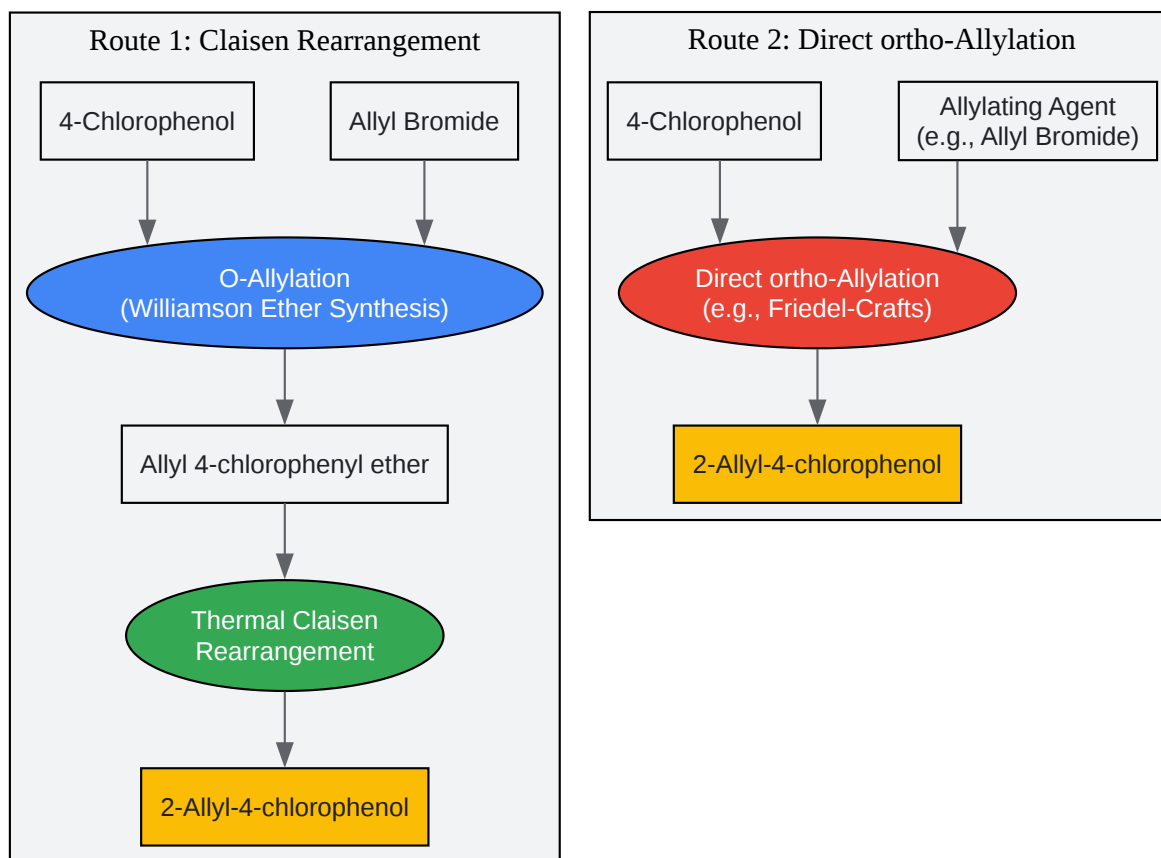 Route 1: Claisen Rearrangement
4-Chlorophenol
Allyl Bromide
O-Allylation
(Williamson Ether Synthesis)
Allyl 4-chlorophenyl ether
Thermal Claisen
Rearrangement
2-Allyl-4-chlorophenol
Route 2: Direct ortho-Allylation
4-Chlorophenol
Allylating Agent
(e.g., Allyl Bromide)
Direct ortho-Allylation
(e.g., Friedel-Crafts)
2-Allyl-4-chlorophenol